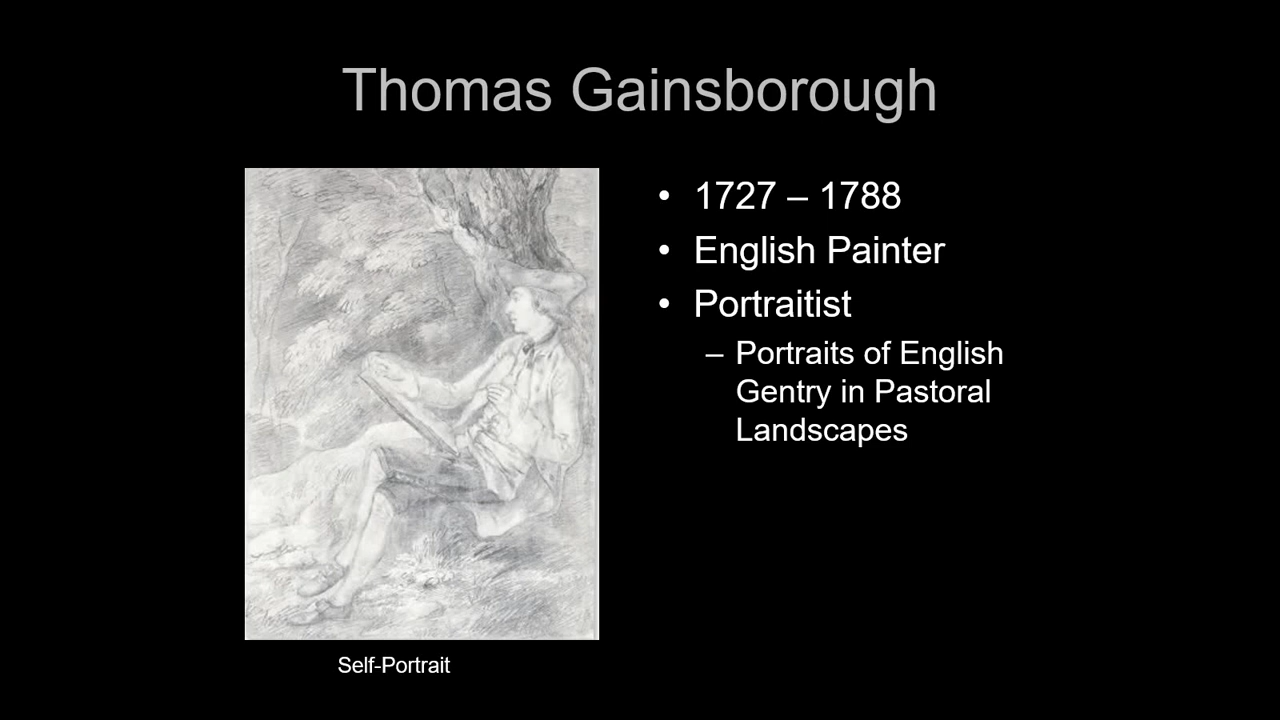 Thomas Gainsborough
• 1727 – 1788
• English Painter
• Portraitist
– Portraits of English
Gentry in Pastoral
Landscapes
Self-Portrait